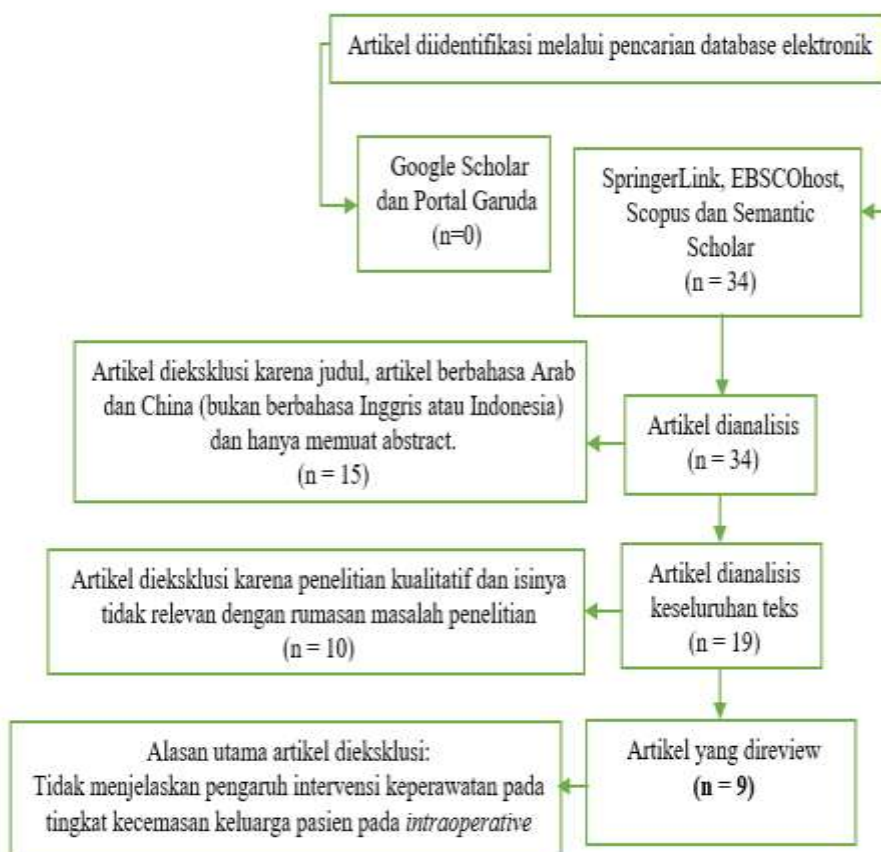 Artikel diidentifikasi melalui pencarian database elektronik
Google Scholar
dan Portal Garuda
(n=0)
SpringerLink, EBSCOhost,
Scopus dan Semantic
Scholar
(n = 34)
Artikel dieksklusi karena judul, artikel berbahasa Arab
dan China (bukan berbahasa Inggris atau Indonesia)
dan hanya memuat abstract.
(n = 15)
Artikel dianalisis
(n = 34)
Artikel dieksklusi karena penelitian kualitatif dan isinya
tidak relevan dengan rumasan masalah penelitian
(n = 10)
Artikel dianalisis
keseluruhan teks
(n = 19)
Alasan utama artikel dieksklusi:
Tidak menjelaskan pengaruh intervensi keperawatan pada
tingkat kecemasan keluarga pasien pada intraoperative
Artikel yang direview
(n = 9)